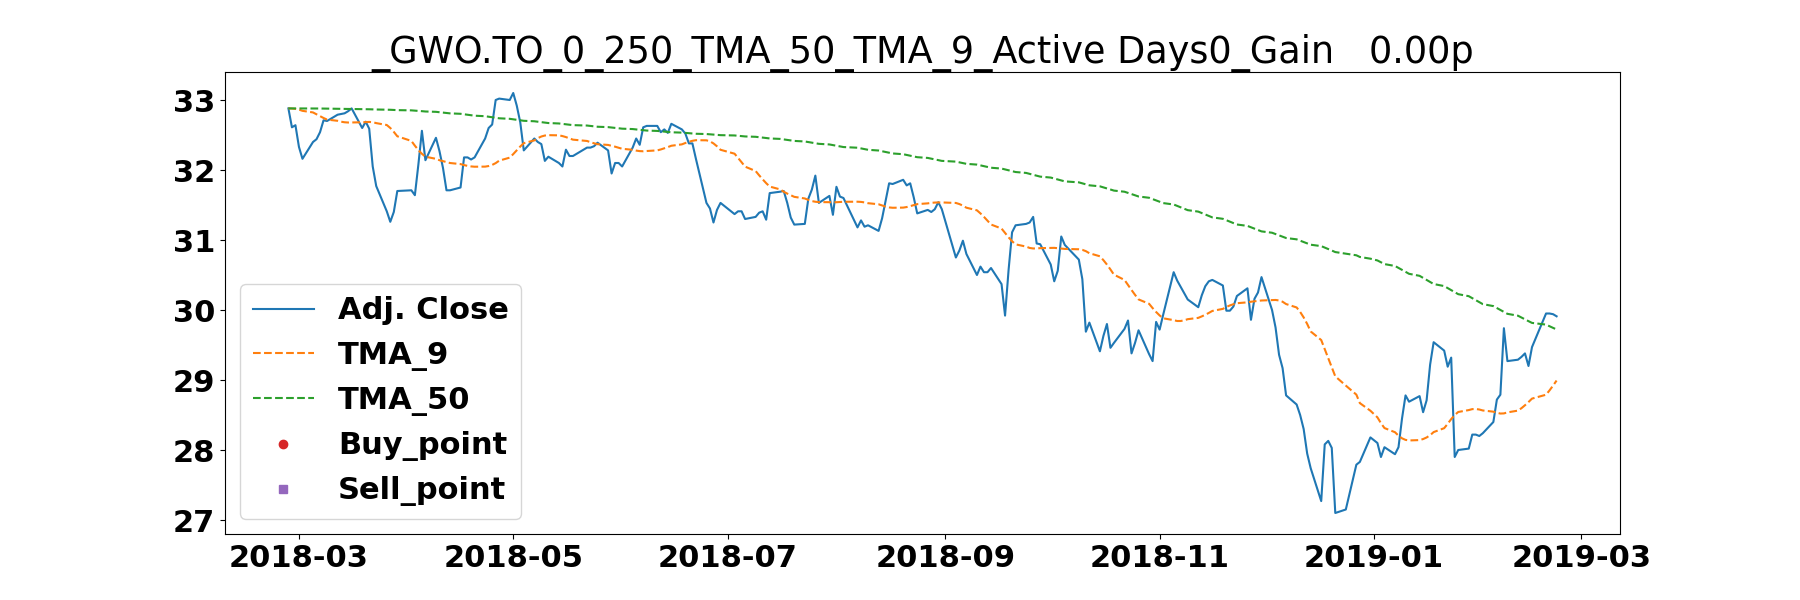 _GWO.TO_0_250_TMA_50_TMA_9_Active Days0_Gain   0.00p
33
32
31
30
29
28
27
Adj. Close
TMA_9
TMA_50
Buy_point
Sell_point
2018-03 2018-05 2018-07 2018-09 2018-11 2019-01 2019-03